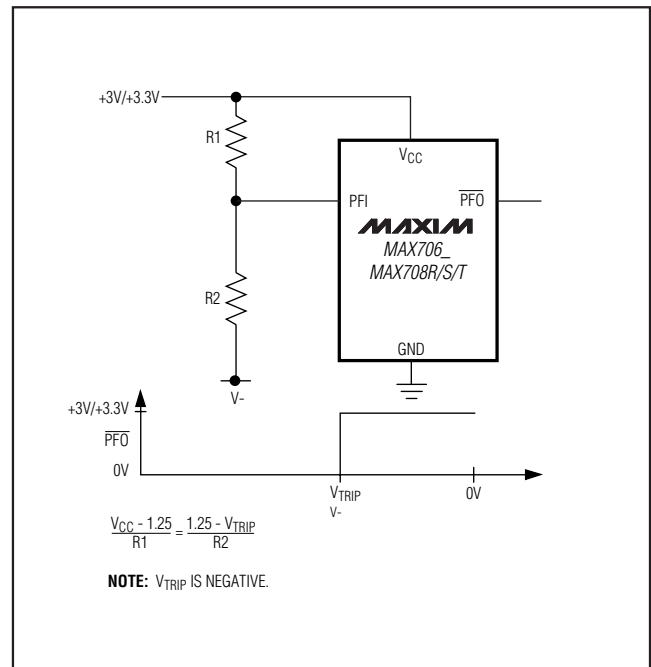 +3V/+3.3V
R1
VCC
PFI
PFO
MAXIM
MAX706_
MAX708R/S/T
R2
GND
V-
+3V/+3.3V
PFO
0V
VTRIP
V-
0V
VCC - 1.25 / R1 = 1.25 - VTRIP / R2
NOTE: VTRIP IS NEGATIVE.